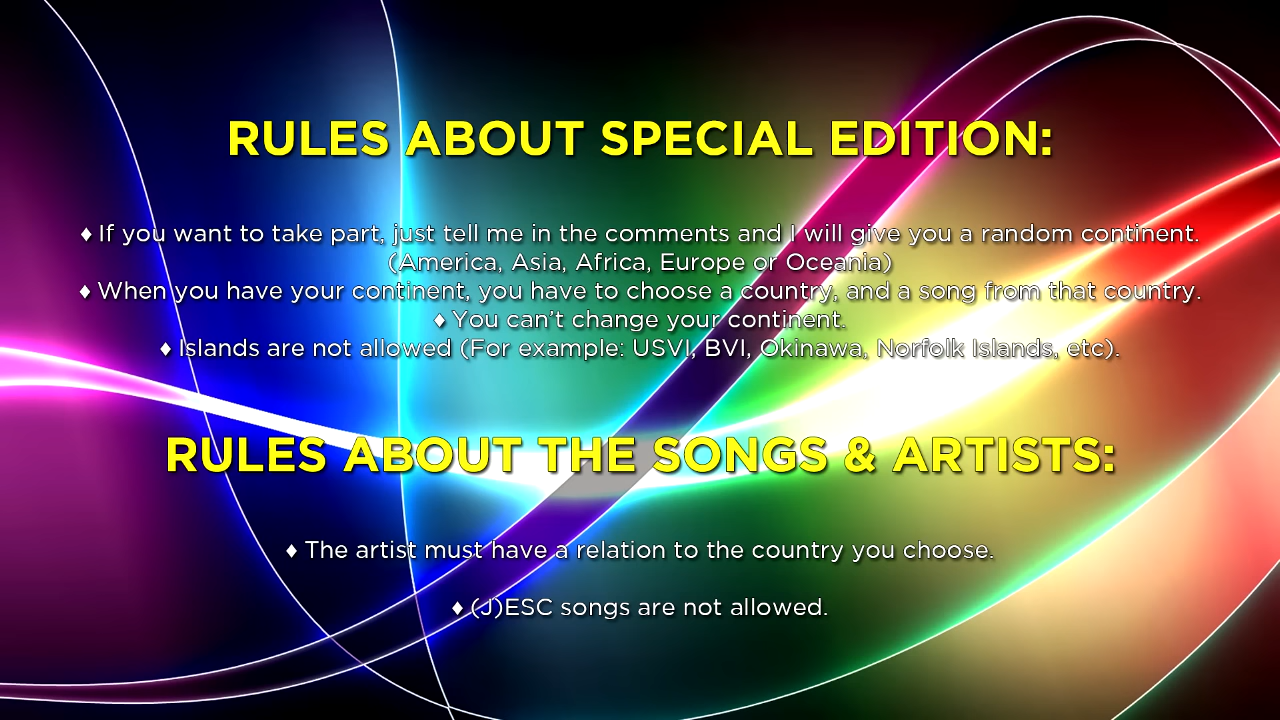 RULES ABOUT SPECIAL EDITION:
♦ If you want to take part, just tell me in the comments and I will give you a random continent.
(America, Asia, Africa, Europe or Oceania)
♦ When you have your continent, you have to choose a country, and a song from that country.
♦ You can't change your continent.
♦ Islands are not allowed (For example: USVI, BVI, Okinawa, Norfolk Islands, etc).
RULES ABOUT THE SONGS & ARTISTS:
♦ The artist must have a relation to the country you choose.
♦ (J)ESC songs are not allowed.